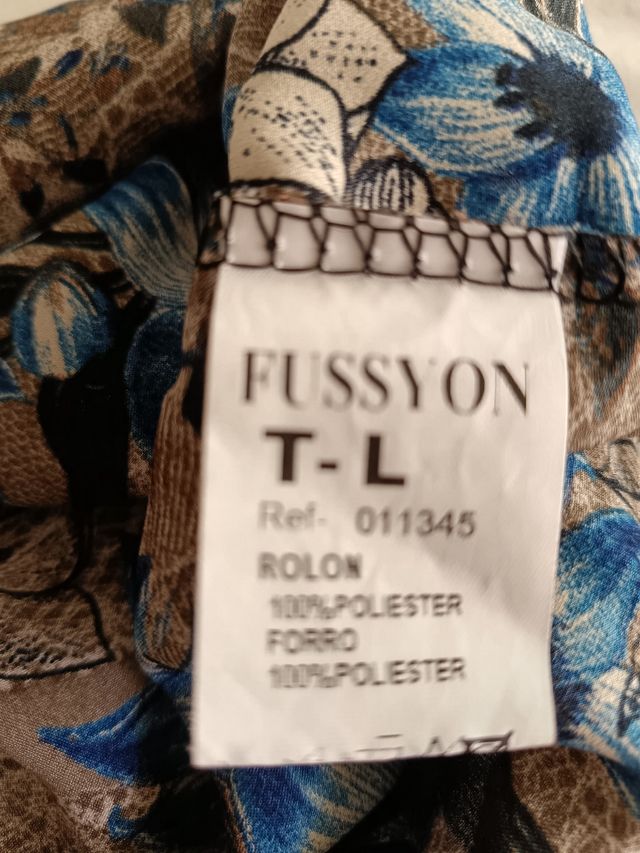 FUSSYON
T-L
Ref- 011345
ROLON
100%POLIESTER
FORRO
100%POLIESTER